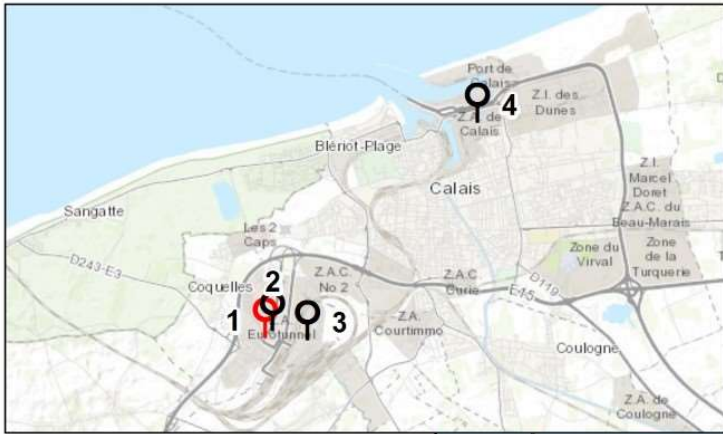 Port de
Calais
4
Z.I. des
Dunes
Z.A. de
Calais
Blériot-Plage
Calais
Z.I.
Marcel
Doret
Z.A.C. du
Beau-Marais
Sangatte
Les 2
Caps
D243-E3
Z.A.C.
No 2
Zone du
Virval
Zone
de la
Turquerie
Coquelles
2
Z.A.C
Curie
D119
E15
1
Eurotunnel
3
Z.A.
Courtimmo
Coulogne
Z.A. de
Coulogne